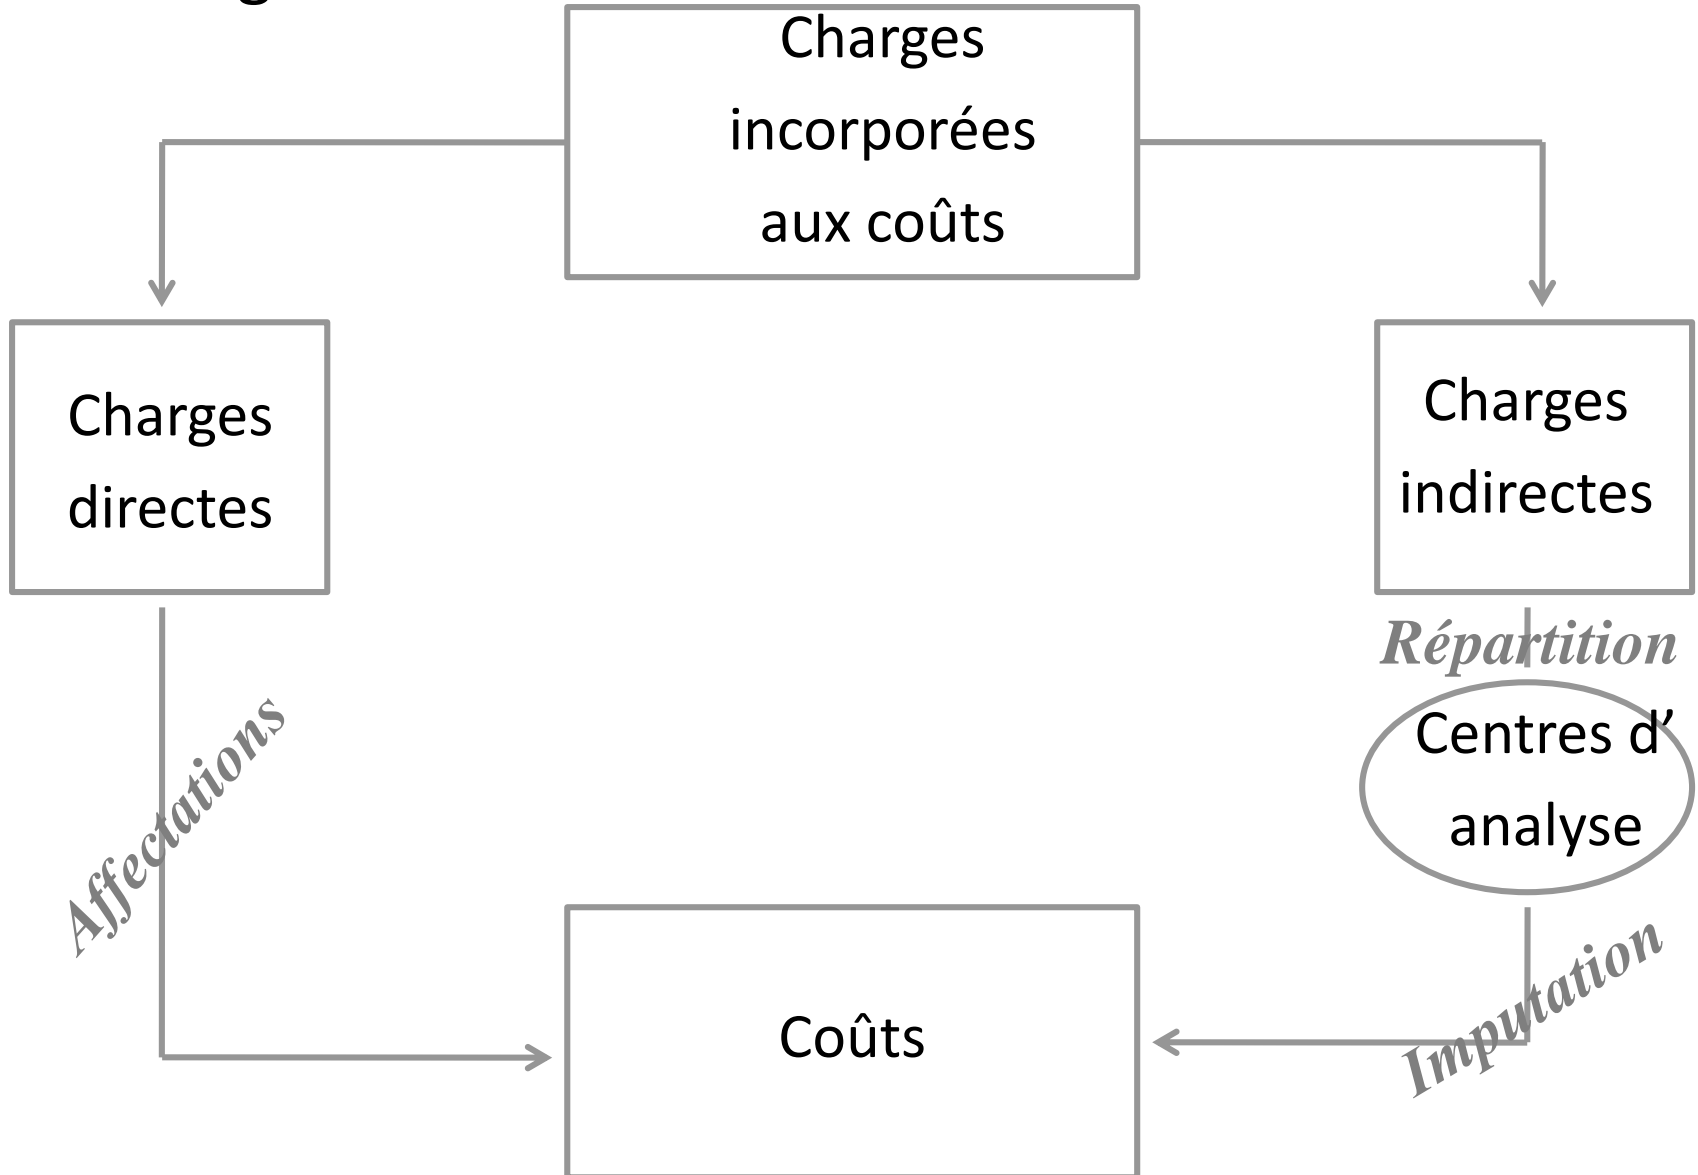 Charges
incorporées
aux coûts
Charges
directes
Charges
indirectes
Répartition
Centres d’
analyse
Affectations
Imputation
Coûts